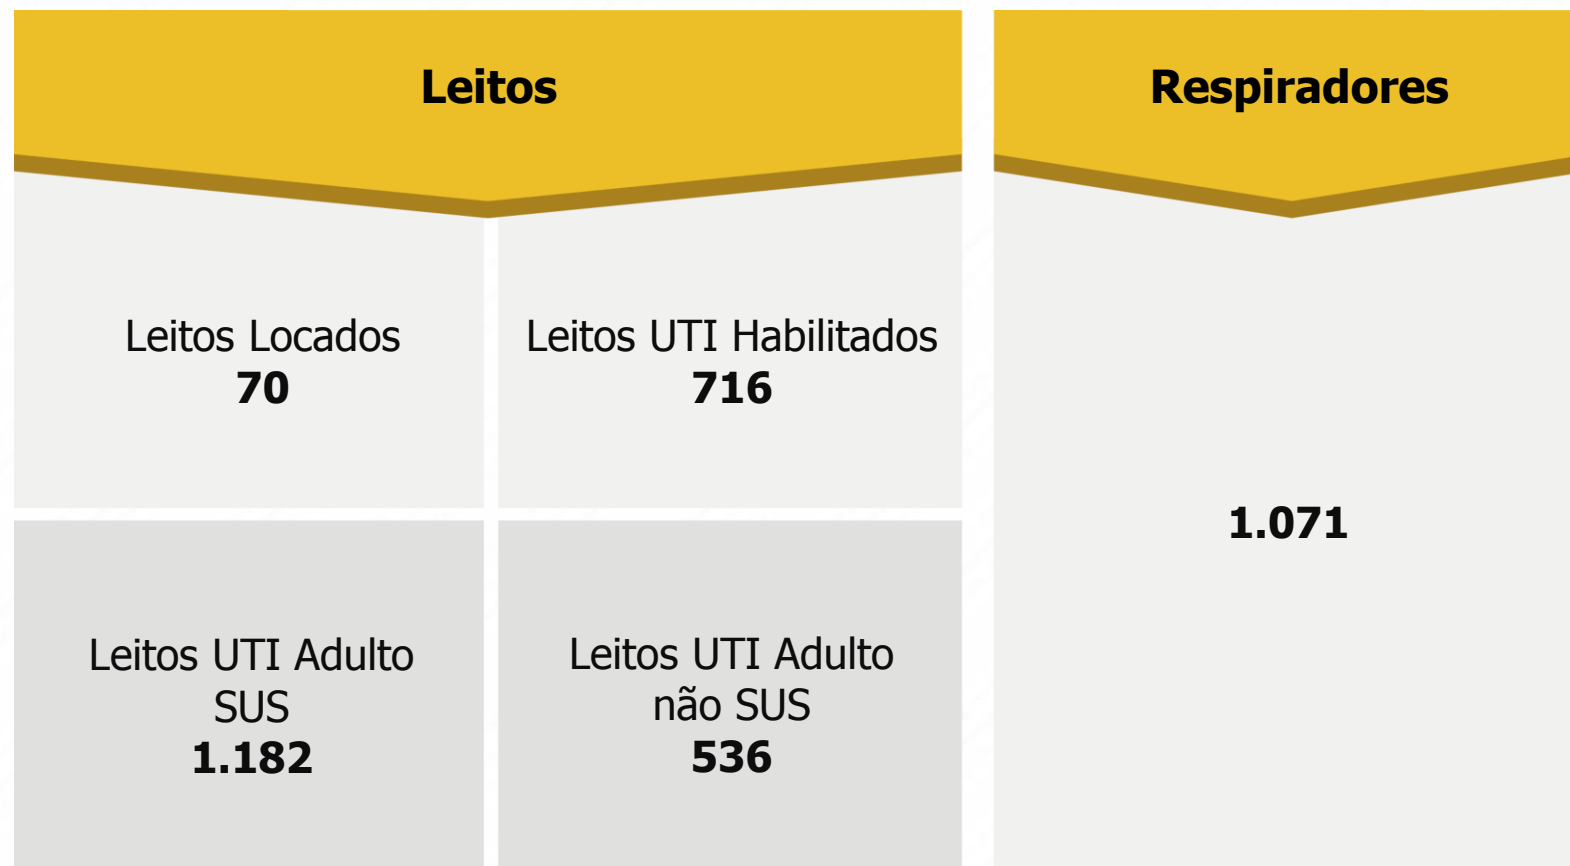 Leitos
Respiradores
Leitos Locados
70
Leitos UTI Habilitados
716
Leitos UTI Adulto
SUS
1.182
Leitos UTI Adulto
não SUS
536
1.071